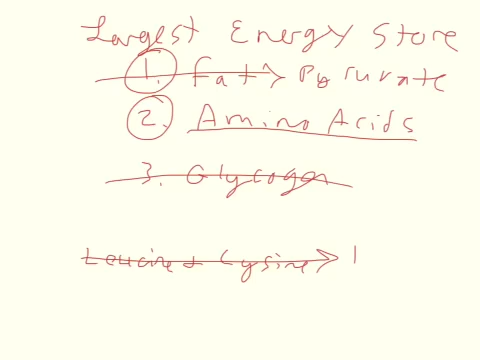 Largest Energy Store
1. Fat > Pyruvate
2. Amino Acids
3. Glycogen
Leucine + Lysine → 1